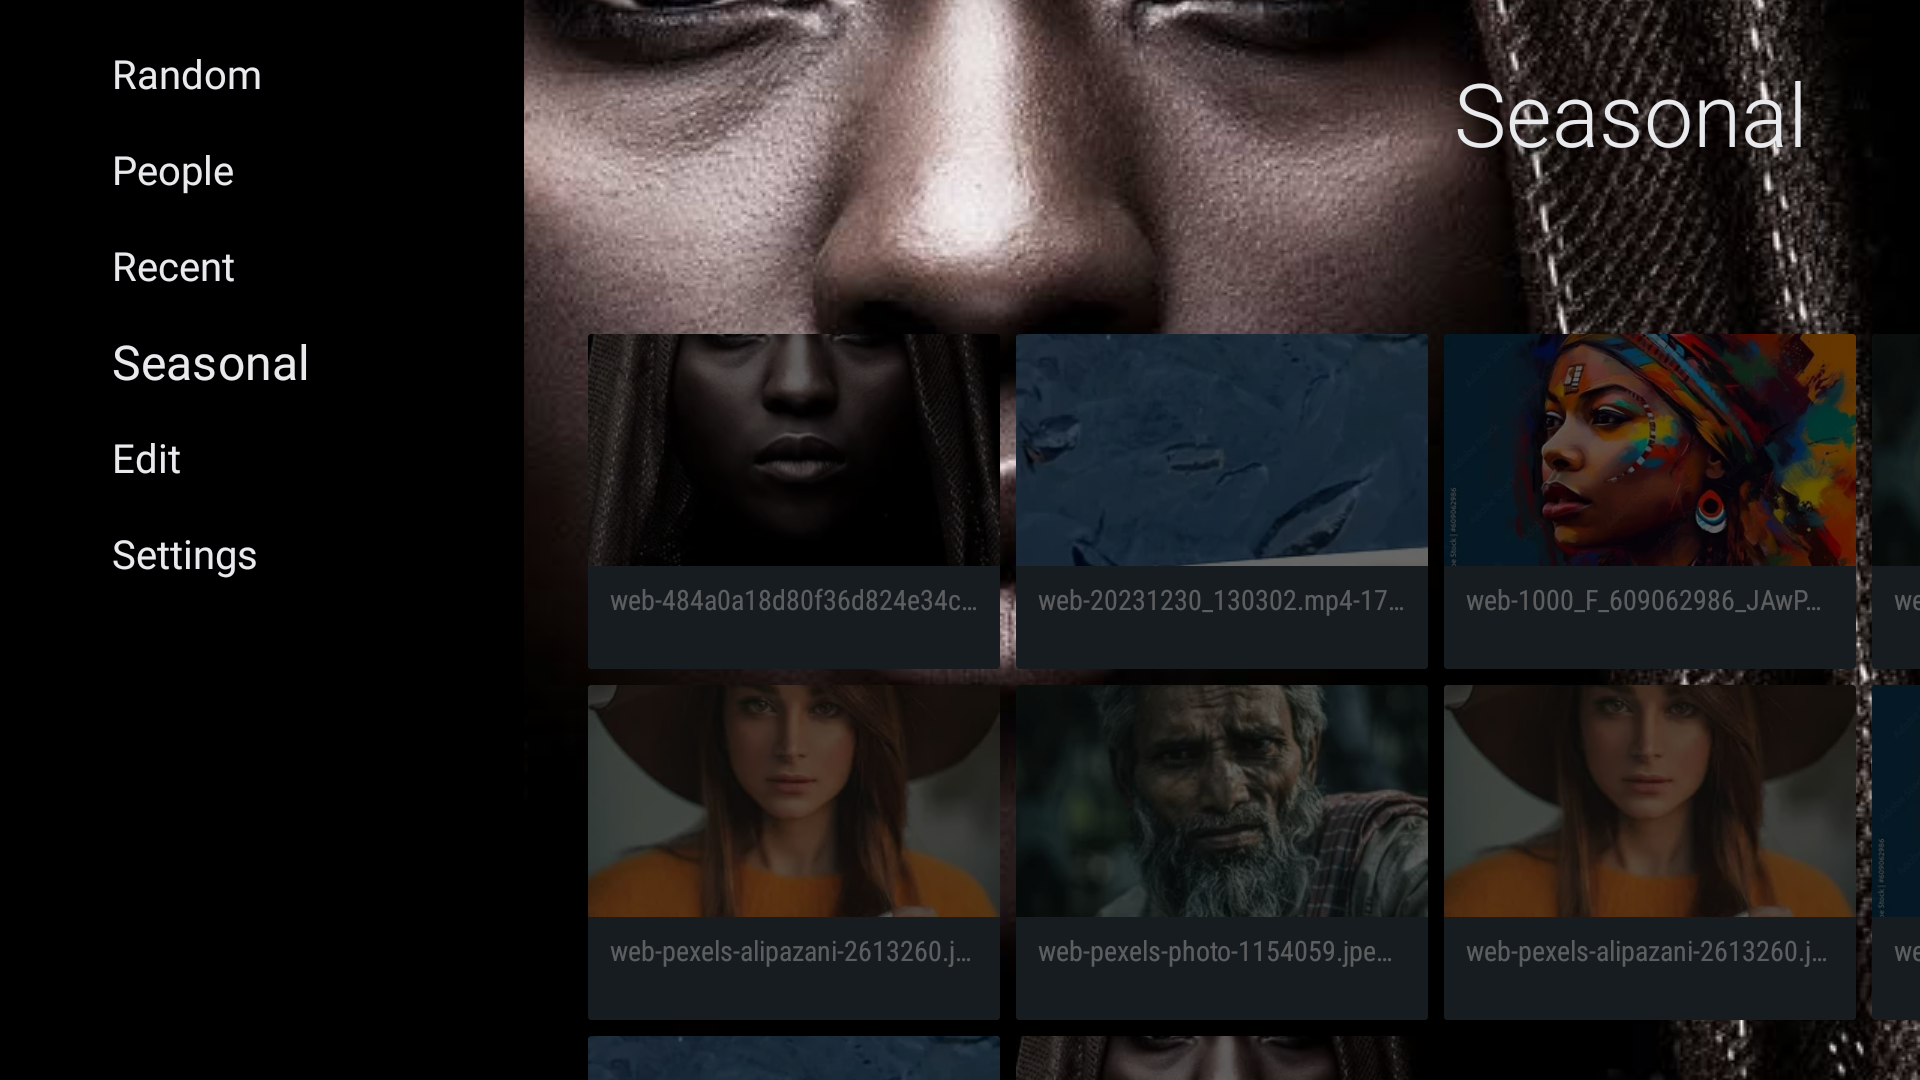 Random
People
Recent
Seasonal
Edit
Settings
Seasonal
web-484a0a18d80f36d824e34c...
web-20231230_130302.mp4-17...
web-1000_F_609062986_JAwP...
we
web-pexels-alipazani-2613260.j...
web-pexels-photo-1154059.jpe...
web-pexels-alipazani-2613260.j...
we